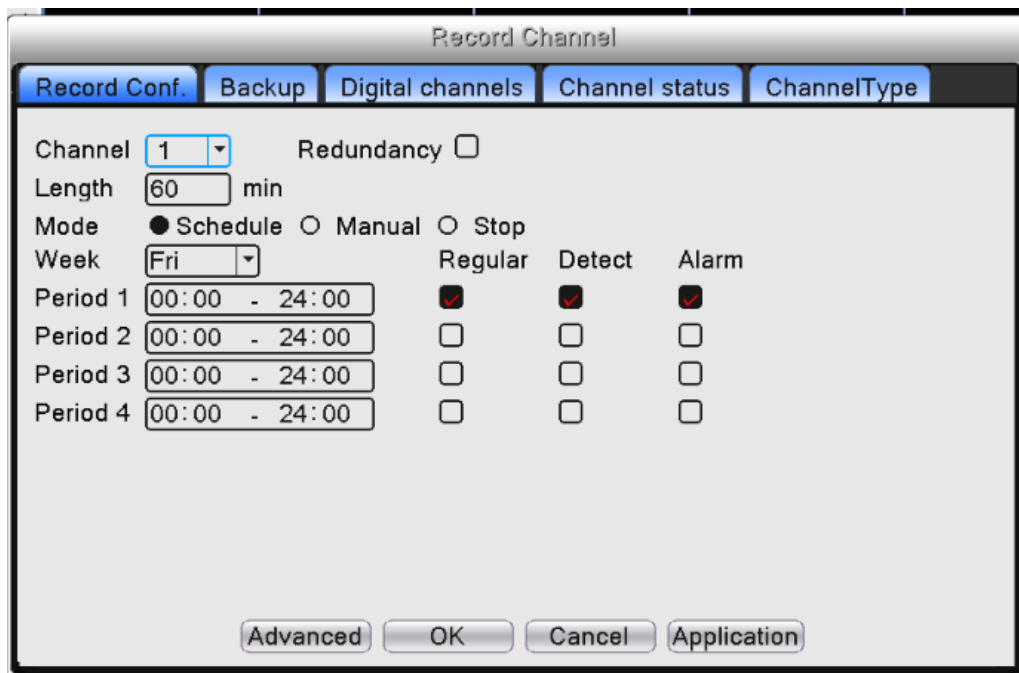 Record Channel
Record Conf. Backup Digital channels Channel status ChannelType
Channel 1 Redundancy
Length 60 min
Mode Schedule Manual Stop
Week Fri Regular Detect Alarm
Period 1 00:00 - 24:00
Period 2 00:00 - 24:00
Period 3 00:00 - 24:00
Period 4 00:00 - 24:00
Advanced OK Cancel Application